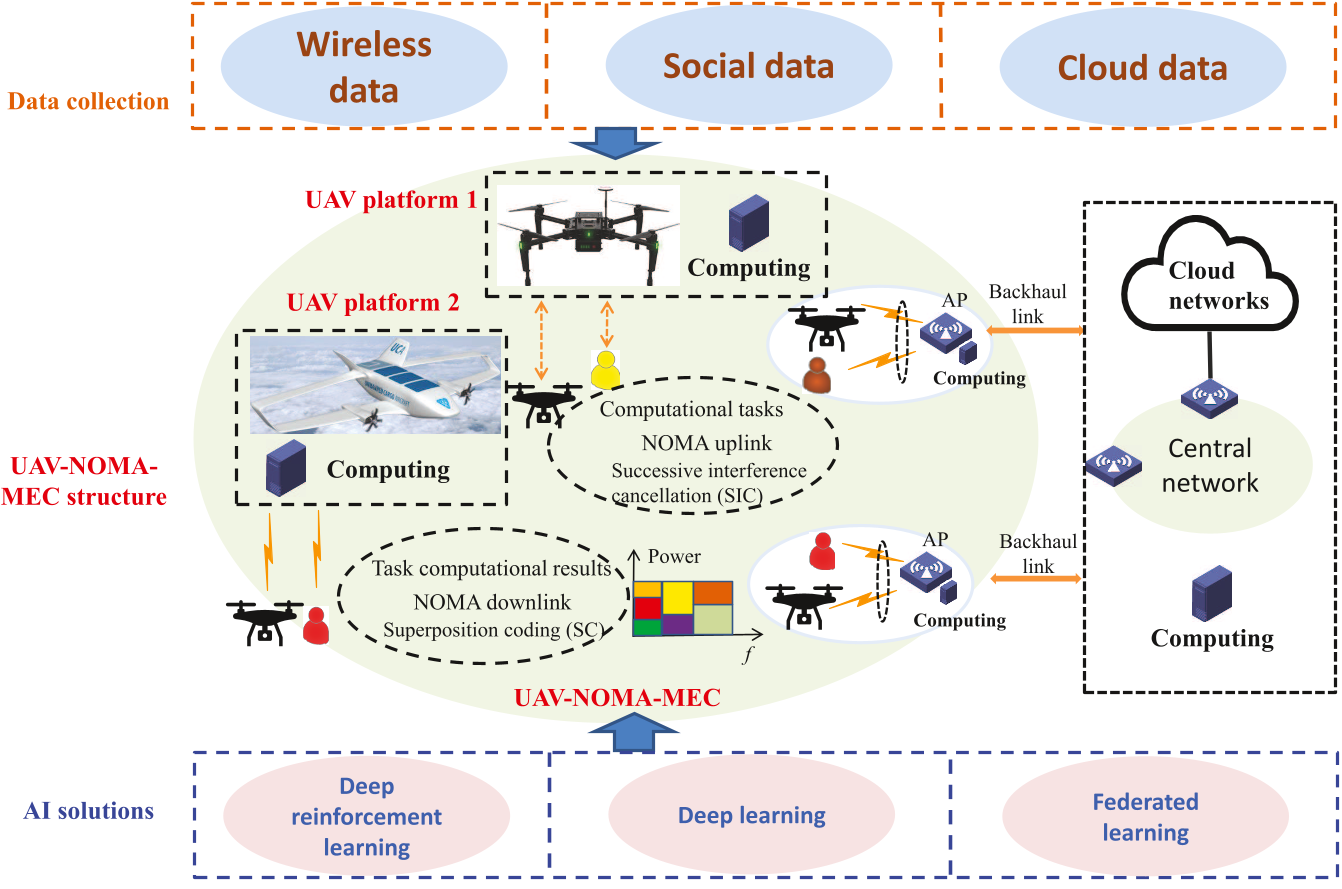 Wireless
data
Social data
Cloud data
Data collection
UAV platform 1
Computing
UAV platform 2
UCA
Computing
Computational tasks
NOMA uplink
Successive interference
cancellation (SIC)
AP
Computing
Backhaul
link
Cloud
networks
Central
network
Computing
UAV-NOMA-
MEC structure
Task computational results
NOMA downlink
Superposition coding (SC)
Power
f
AP
Computing
Backhaul
link
UAV-NOMA-MEC
AI solutions
Deep
reinforcement
learning
Deep learning
Federated
learning